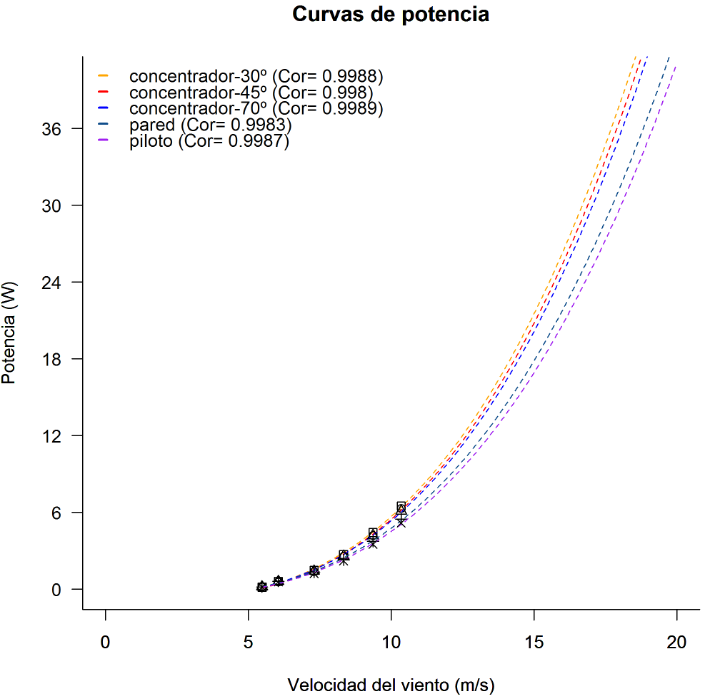 Curvas de potencia
concentrador-30º (Cor= 0.9988)
concentrador-45º (Cor= 0.998)
concentrador-70º (Cor= 0.9989)
pared (Cor= 0.9983)
piloto (Cor= 0.9987)
36
30
24
18
12
6
0
Potencia (W)
0 5 10 15 20
Velocidad del viento (m/s)